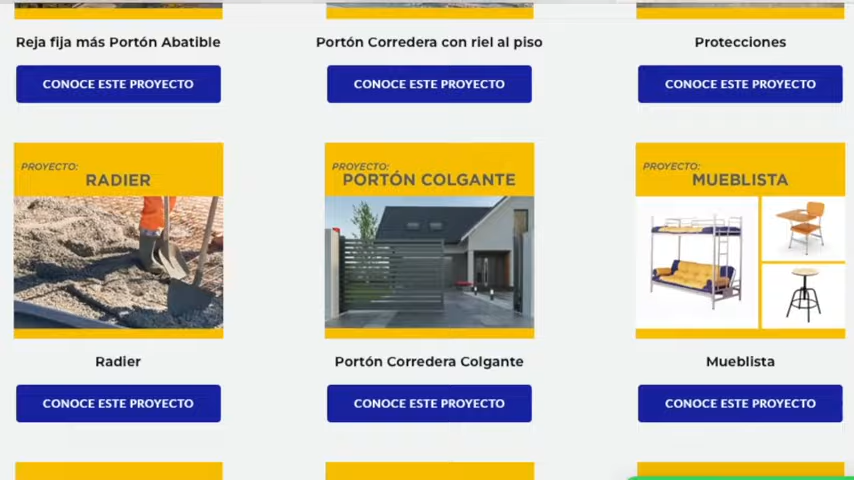 Reja fija más Portón Abatible
Portón Corredera con riel al piso
Protecciones
CONOCE ESTE PROYECTO
CONOCE ESTE PROYECTO
CONOCE ESTE PROYECTO
PROYECTO:
RADIER
PROYECTO:
PORTÓN COLGANTE
PROYECTO:
MUEBLISTA
Radier
Portón Corredera Colgante
Mueblista
CONOCE ESTE PROYECTO
CONOCE ESTE PROYECTO
CONOCE ESTE PROYECTO